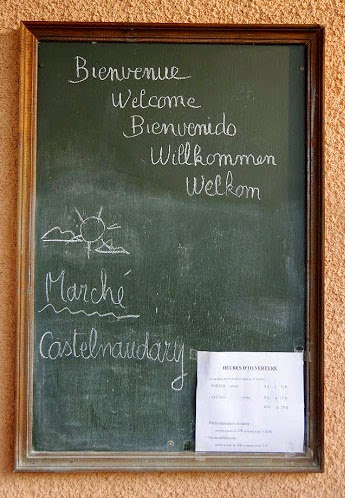 Bienvenue
Welcome
Bienvenido
Willkommen
Welkom
Marché
Castelnaudary
HEURES D'OUVERTURE